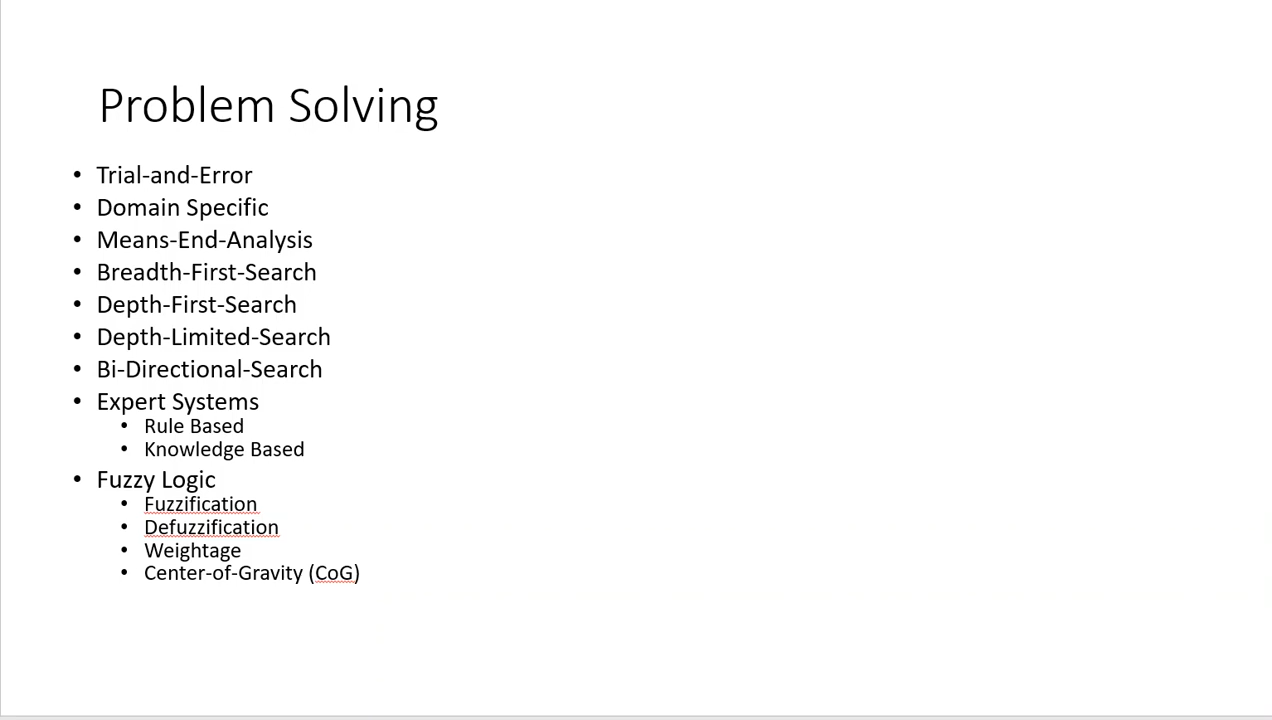 Problem Solving
• Trial-and-Error
• Domain Specific
• Means-End-Analysis
• Breadth-First-Search
• Depth-First-Search
• Depth-Limited-Search
• Bi-Directional-Search
• Expert Systems
• Rule Based
• Knowledge Based
• Fuzzy Logic
• Fuzzification
• Defuzzification
• Weightage
• Center-of-Gravity (CoG)